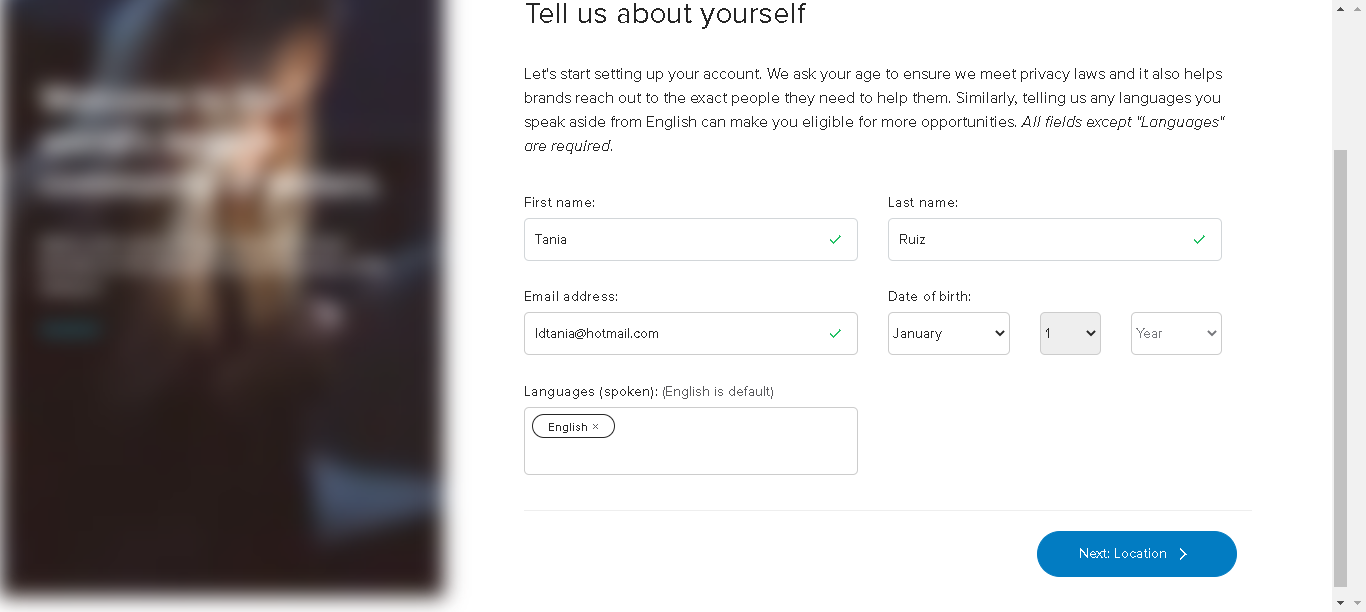 Tell us about yourself
Let's start setting up your account. We ask your age to ensure we meet privacy laws and it also helps
brands reach out to the exact people they need to help them. Similarly, telling us any languages you
speak aside from English can make you eligible for more opportunities. All fields except "Languages"
are required.
First name:
Last name:
Tania
Ruiz
Email address:
Date of birth:
ldtania@hotmail.com
January
1
Year
Languages (spoken): (English is default)
English ×
Next: Location